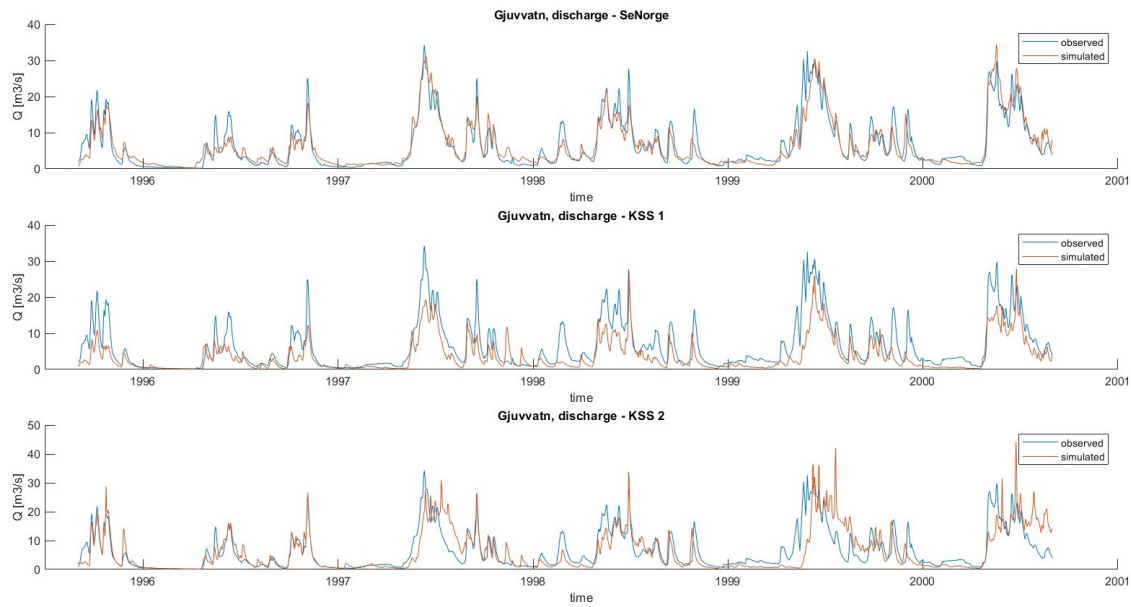 Gjuvvatn, discharge - SeNorge
40
30
20
10
0
Q [m3/s]
observed
simulated
1996 1997 1998 1999 2000 2001
time
Gjuvvatn, discharge - KSS 1
40
30
20
10
0
Q [m3/s]
observed
simulated
1996 1997 1998 1999 2000 2001
time
Gjuvvatn, discharge - KSS 2
50
40
30
20
10
0
Q [m3/s]
observed
simulated
1996 1997 1998 1999 2000 2001
time